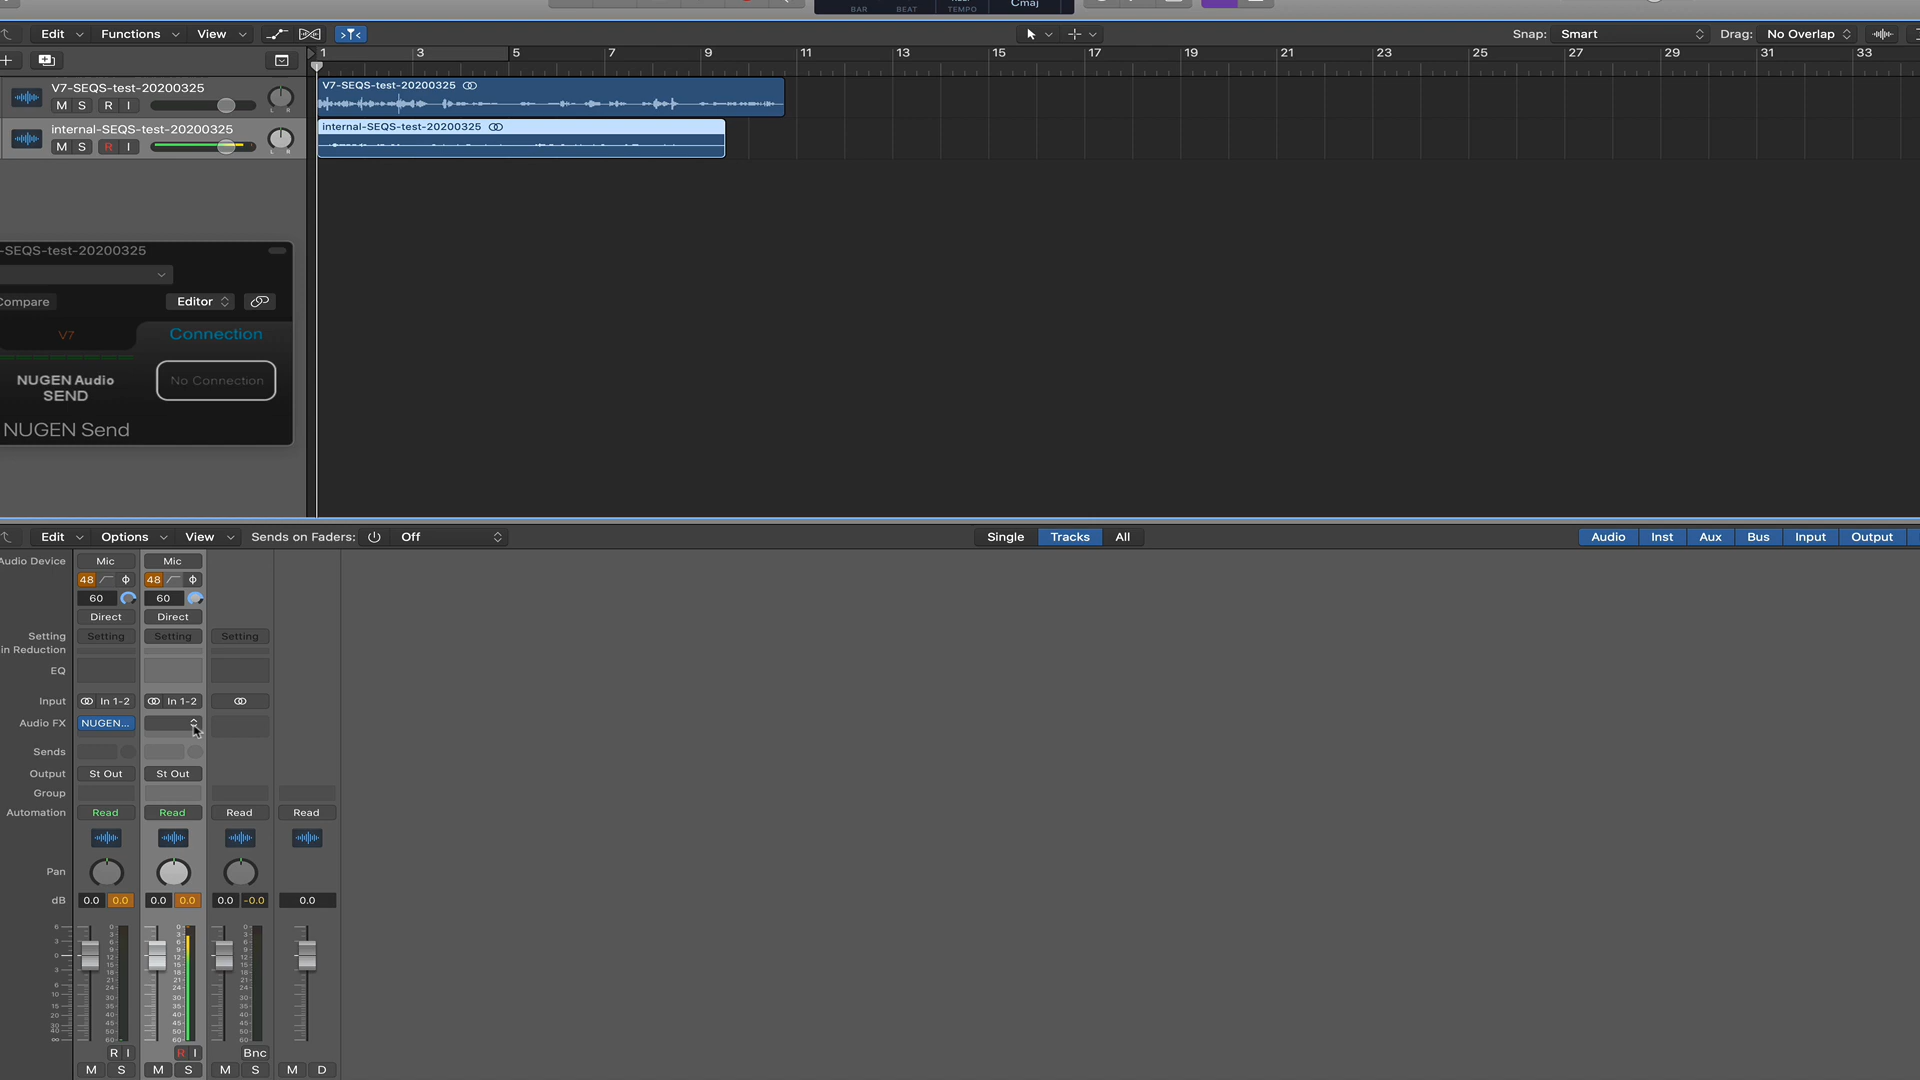 Cmaj
BAR BEAT TEMPO
Edit Functions View Snap: Smart Drag: No Overlap
1 3 5 7 9 11 13 15 17 19 21 23 25 27 29 31 33
V7-SEQS-test-20200325
M S R I
V7-SEQS-test-20200325
internal-SEQS-test-20200325
M S R I
internal-SEQS-test-20200325
-SEQS-test-20200325
Compare Editor
V7 Connection
NUGEN Audio
SEND
No Connection
NUGEN Send
Edit Options View Sends on Faders: Off Single Tracks All Audio Inst Aux Bus Input Output
Audio Device Mic Mic
48 48
60 60
Direct Direct
Setting Setting Setting Setting
in Reduction
EQ
Input In 1-2 In 1-2
Audio FX NUGEN...
Sends
Output St Out St Out
Group
Automation Read Read Read Read
Pan
dB 0.0 0.0 0.0 0.0 0.0 -0.0 0.0
R I R I Bnc
M S M S M S M D